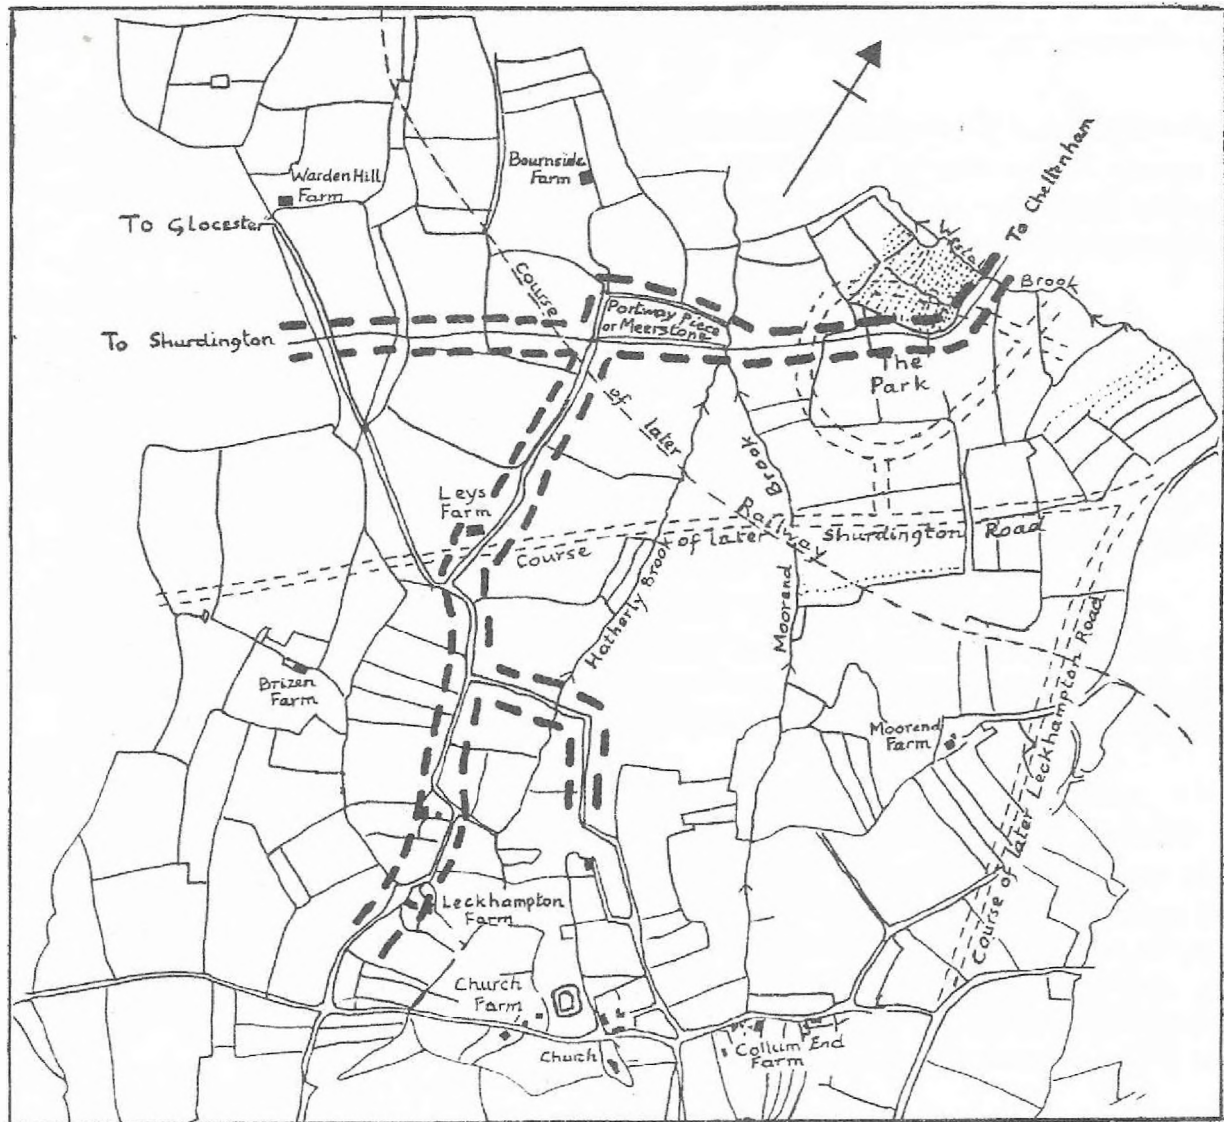 Bournside
Farm
Warden Hill
Farm
To Glocester
To Cheltenham
Brook
Course
Portway Piece
or Meerstone
To Shurdington
The
Park
of later
Brook
Leys
Farm
Railway
Course of later Shurdington Road
Hatherly Brook
Moorend
Brizen
Farm
Moorend
Farm
Course of later Leckhampton Road
Leckhampton
Farm
Church
Farm
Church
Collum End
Farm